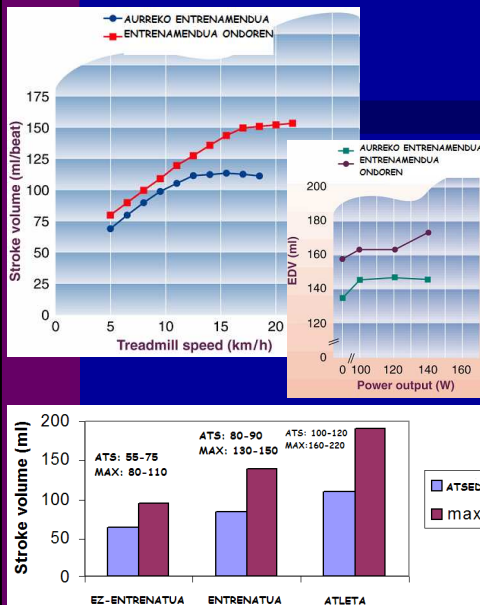 AURREKO ENTRENAMENDUA
ENTRENAMENDUA ONDOREN
Stroke volume (ml/beat)
175
150
125
100
75
50
25
0
0 5 10 15 20
Treadmill speed (km/h)
AURREKO ENTRENAMENDUA
ENTRENAMENDUA
ONDOREN
EDV (ml)
200
180
160
140
120
0
0 100 120 140 160
Power output (W)
Stroke volume (ml)
200
150
100
50
0
ATS: 55-75
MAX: 80-110
ATS: 80-90
MAX: 130-150
ATS: 100-120
MAX:160-220
EZ-ENTRENATUA ENTRENATUA ATLETA
max